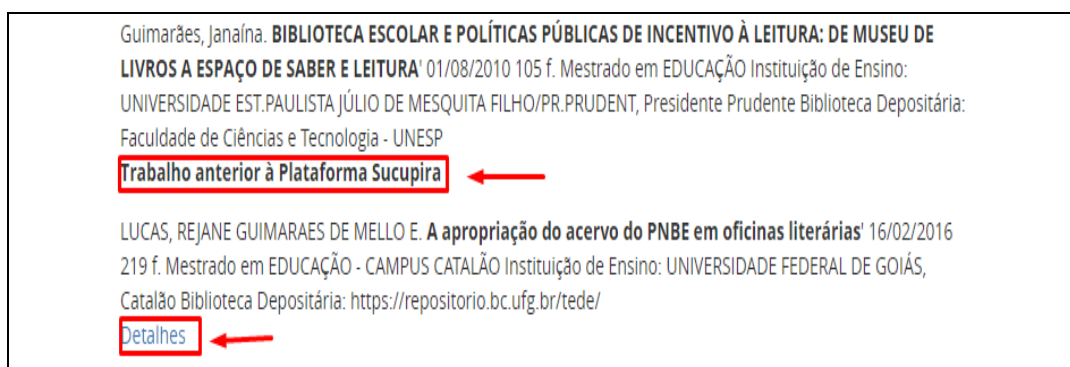 Guimarães, Janaína. BIBLIOTECA ESCOLAR E POLÍTICAS PÚBLICAS DE INCENTIVO À LEITURA: DE MUSEU DE
LIVROS A ESPAÇO DE SABER E LEITURA' 01/08/2010 105 f. Mestrado em EDUCAÇÃO Instituição de Ensino:
UNIVERSIDADE EST.PAULISTA JÚLIO DE MESQUITA FILHO/PR.PRUDENT, Presidente Prudente Biblioteca Depositária:
Faculdade de Ciências e Tecnologia - UNESP
Trabalho anterior à Plataforma Sucupira
LUCAS, REJANE GUIMARAES DE MELLO E. A apropriação do acervo do PNBE em oficinas literárias' 16/02/2016
219 f. Mestrado em EDUCAÇÃO - CAMPUS CATALÃO Instituição de Ensino: UNIVERSIDADE FEDERAL DE GOIÁS,
Catalão Biblioteca Depositária: https://repositorio.bc.ufg.br/tede/
Detalhes